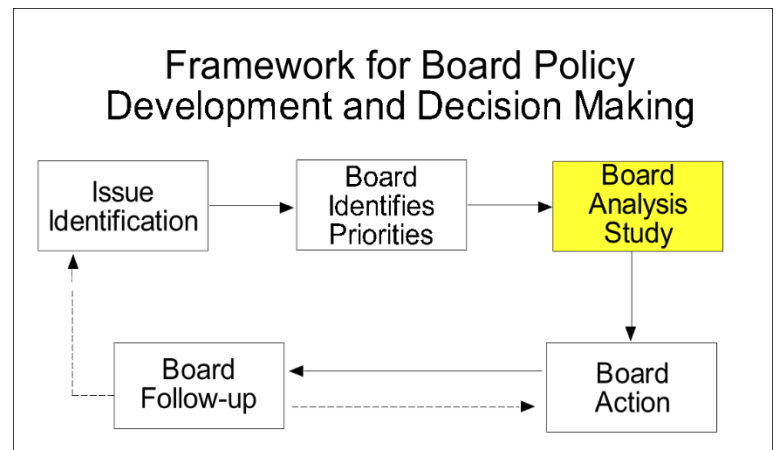 Framework for Board Policy
Development and Decision Making
Issue
Identification
Board
Identifies
Priorities
Board
Analysis
Study
Board
Follow-up
Board
Action